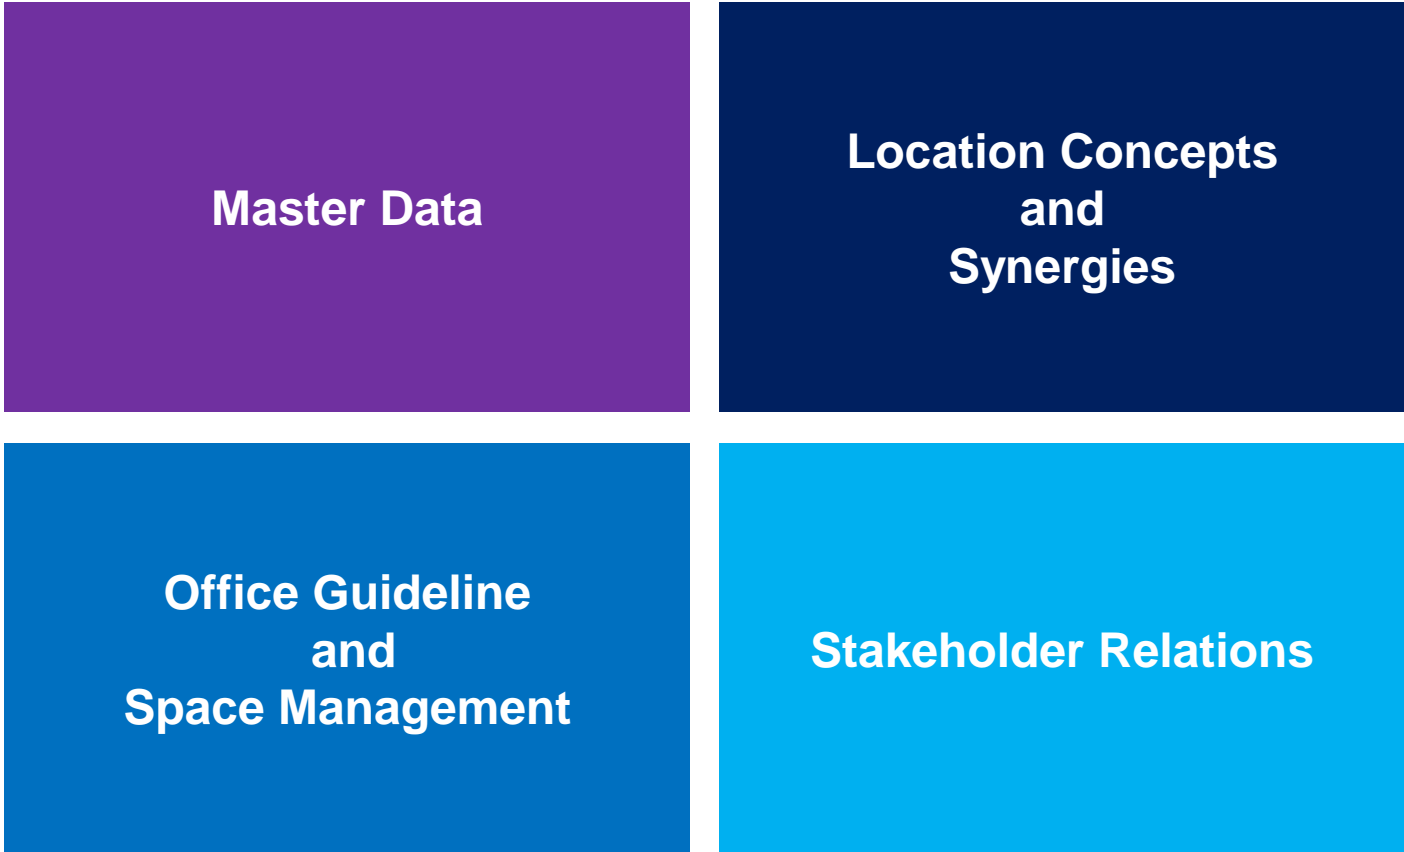 Master Data
Location Concepts
and
Synergies
Office Guideline
and
Space Management
Stakeholder Relations